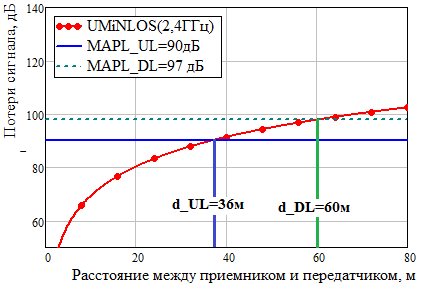 140
120
100
80
60
Потери сигнала, дБ
UMiNLOS(2,4ГГц)
MAPL_UL=90дБ
MAPL_DL=97 дБ
d_UL=36м
d_DL=60м
0
20
40
60
80
Расстояние между приемником и передатчиком, м